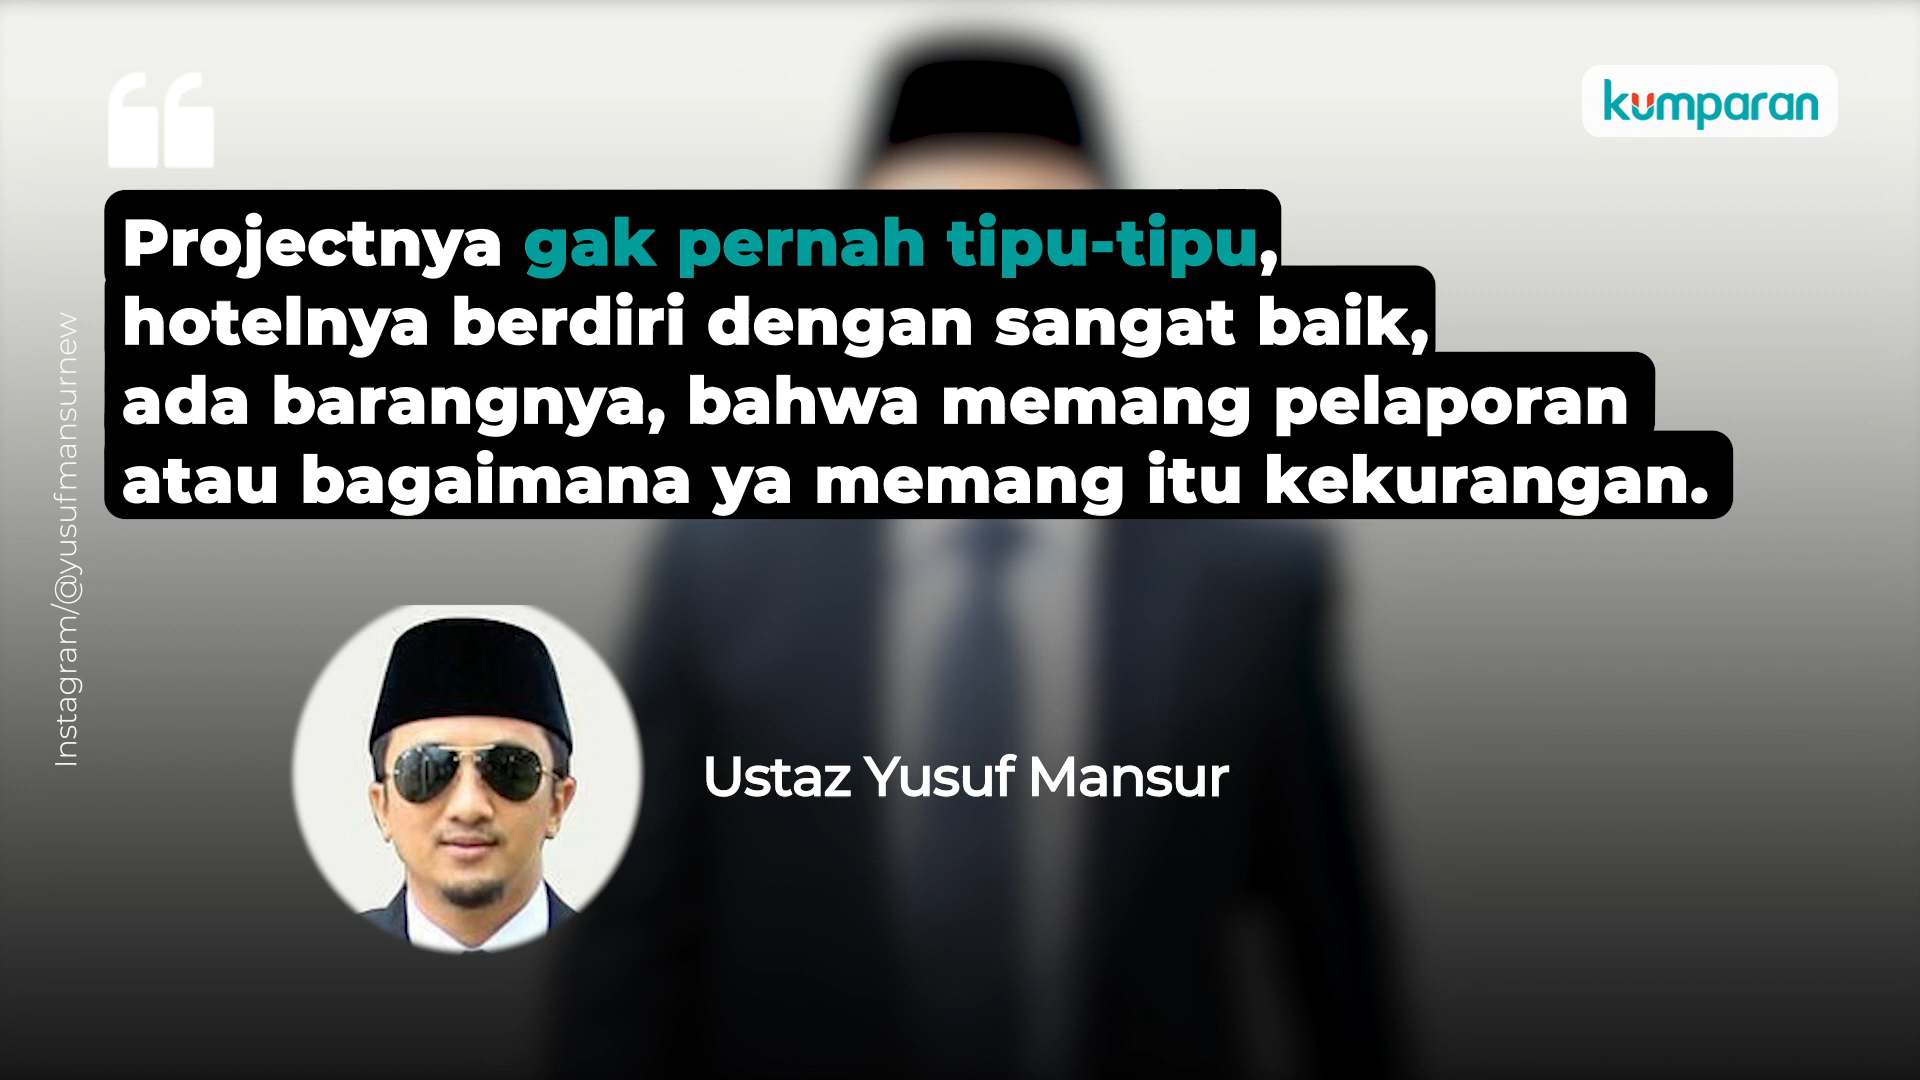 kumparan
Projectnya gak pernah tipu-tipu,
hotelnya berdiri dengan sangat baik,
ada barangnya, bahwa memang pelaporan
atau bagaimana ya memang itu kekurangan.
Instagram/@yusufmansurnew
Ustaz Yusuf Mansur